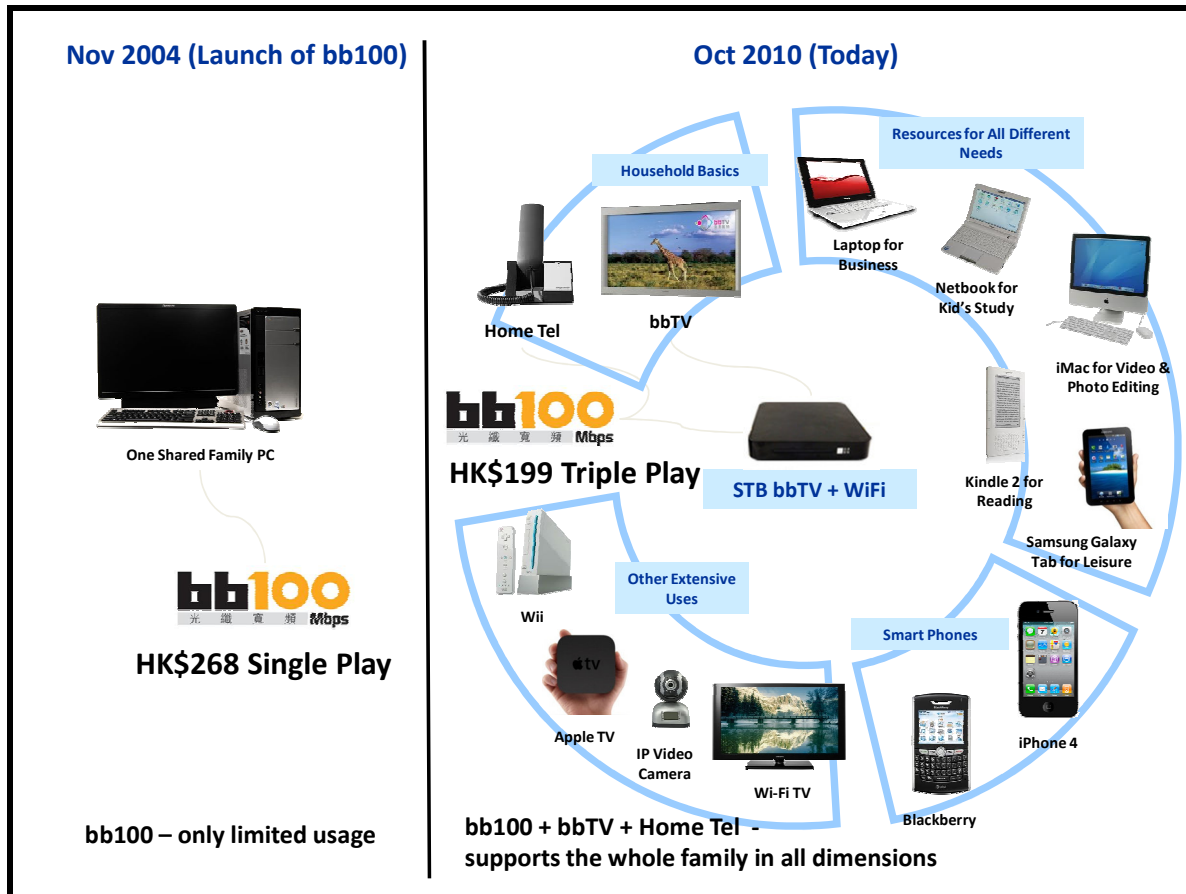 Nov 2004 (Launch of bb100)
One Shared Family PC
bb100
光 纖 寬 頻 Mbps
HK$268 Single Play
bb100 – only limited usage
Oct 2010 (Today)
Household Basics
bbTV
Home Tel
bbTV
Resources for All Different
Needs
Laptop for
Business
Netbook for
Kid's Study
iMac for Video &
Photo Editing
Kindle 2 for
Reading
Samsung Galaxy
Tab for Leisure
bb100
光 纖 寬 頻 Mbps
HK$199 Triple Play
STB bbTV + WiFi
Other Extensive
Uses
Wii
tv
Apple TV
IP Video
Camera
Wi-Fi TV
Smart Phones
iPhone 4
Blackberry
bb100 + bbTV + Home Tel -
supports the whole family in all dimensions